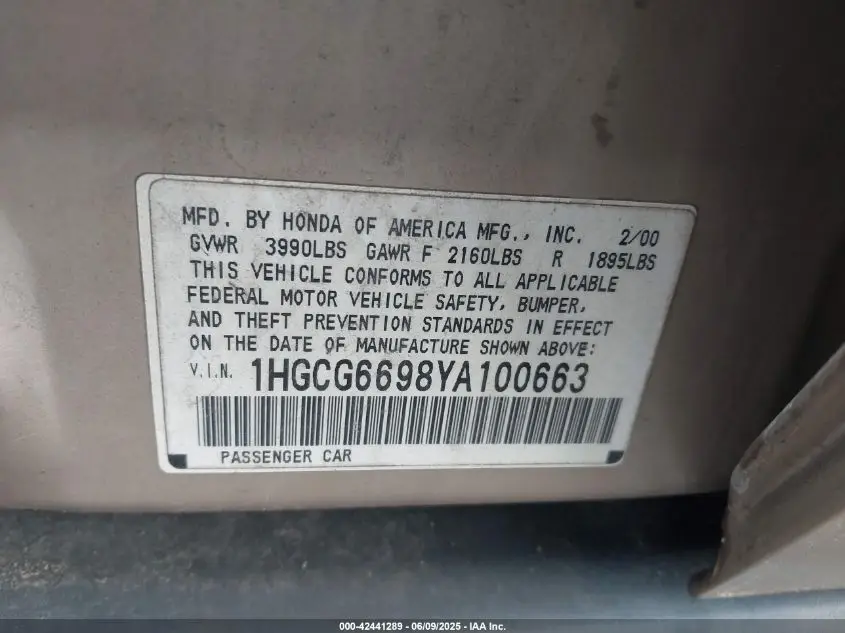 MFD. BY HONDA OF AMERICA MFG., INC. 2/00
GVWR 3990LBS GAWR F 2160LBS R 1895LBS
THIS VEHICLE CONFORMS TO ALL APPLICABLE
FEDERAL MOTOR VEHICLE SAFETY, BUMPER,
AND THEFT PREVENTION STANDARDS IN EFFECT
ON THE DATE OF MANUFACTURE SHOWN ABOVE:
V.I.N. 1HGCG6698YA100663
PASSENGER CAR
000-42441289 - 06/09/2025 - IAA Inc.